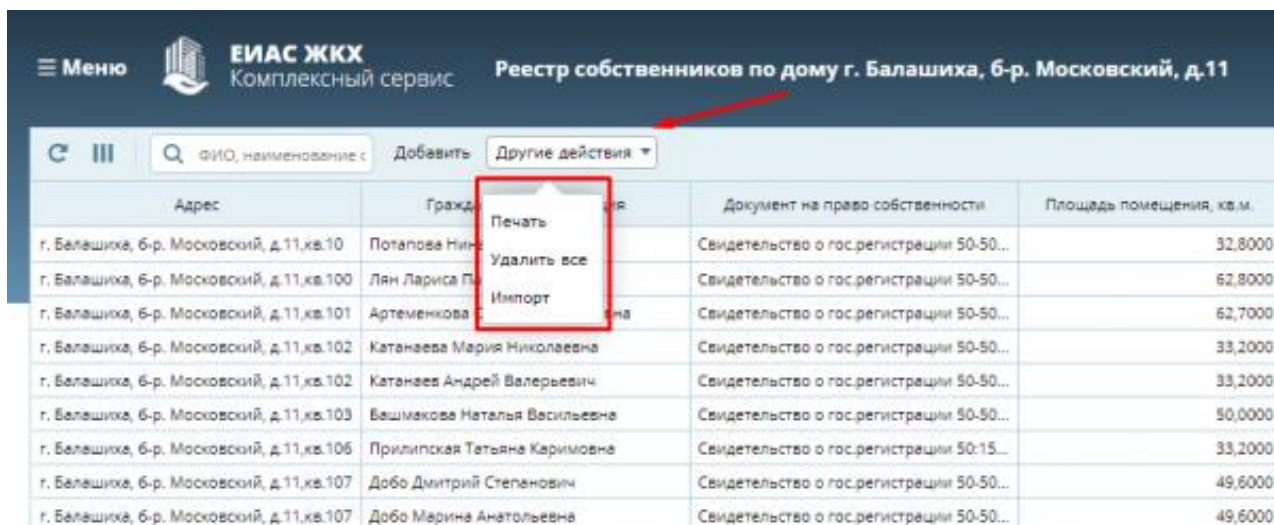 Меню
ЕИАС ЖКХ
Комплексный сервис
Реестр собственников по дому г. Балашиха, б-р. Московский, д.11
ФИО, наименование с Добавить Другие действия
Адрес Гражд ия Документ на право собственности Площадь помещения, кв.м.
Печать
Удалить все
Импорт
г. Балашиха, б-р. Московский, д.11,кв.10 Потапова Нин Свидетельство о гос.регистрации 50-50... 32,8000
г. Балашиха, б-р. Московский, д.11,кв.100 Лян Лариса П Свидетельство о гос.регистрации 50-50... 62,8000
г. Балашиха, б-р. Московский, д.11,кв.101 Артеменкова вна Свидетельство о гос.регистрации 50-50... 62,7000
г. Балашиха, б-р. Московский, д.11,кв.102 Катанаева Мария Николаевна Свидетельство о гос.регистрации 50-50... 33,2000
г. Балашиха, б-р. Московский, д.11,кв.102 Катанаев Андрей Валерьевич Свидетельство о гос.регистрации 50-50... 33,2000
г. Балашиха, б-р. Московский, д.11,кв.103 Башмакова Наталья Васильевна Свидетельство о гос.регистрации 50-50... 50,0000
г. Балашиха, б-р. Московский, д.11,кв.106 Прилипская Татьяна Каримовна Свидетельство о гос.регистрации 50:15... 33,2000
г. Балашиха, б-р. Московский, д.11,кв.107 Добо Дмитрий Степанович Свидетельство о гос.регистрации 50-50... 49,6000
г. Балашиха, б-р. Московский, д.11,кв.107 Добо Марина Анатольевна Свидетельство о гос.регистрации 50-50... 49,6000